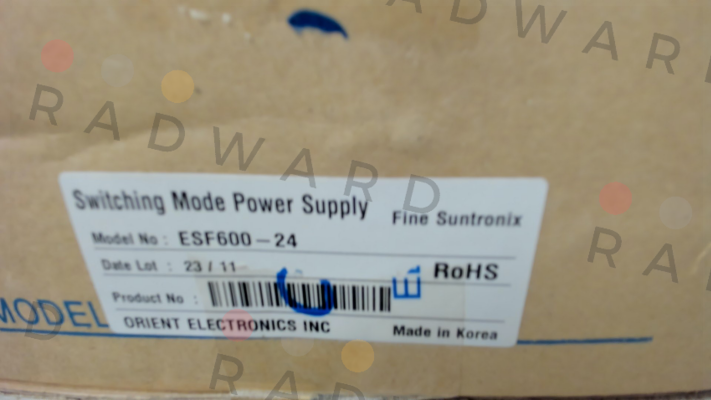 RADWARD
RADWARD
Switching Mode Power Supply
Fine Suntronix
Model No : ESF600-24
Date Lot : 23 / 11
RoHS
Product No :
ORIENT ELECTRONICS INC
Made in Korea
MODEL
RADWARD
RAD
RAD